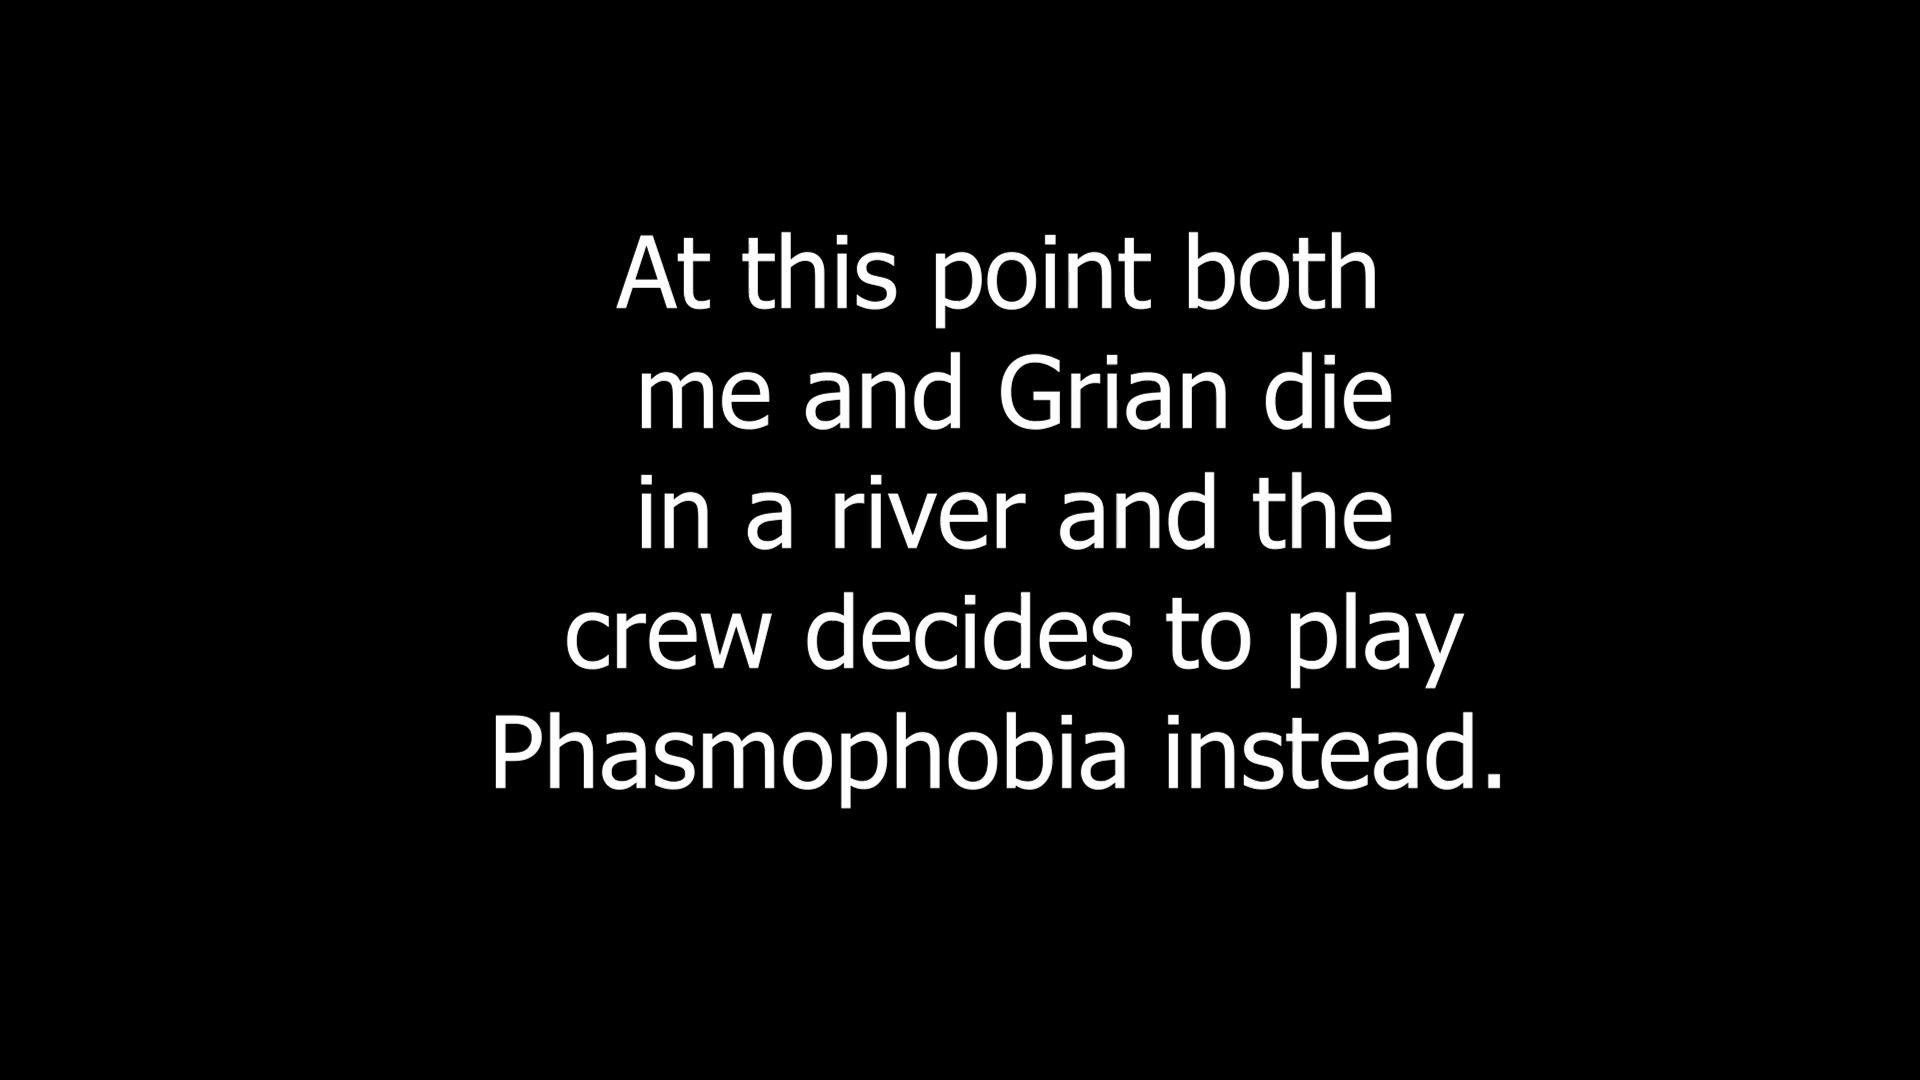 At this point both
me and Grian die
in a river and the
crew decides to play
Phasmophobia instead.